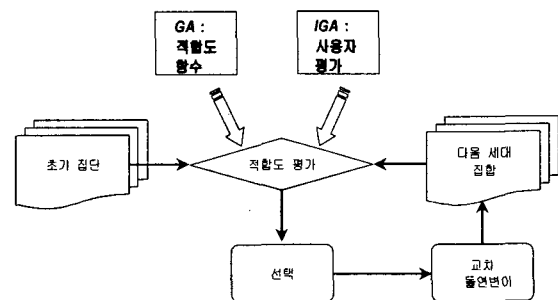 GA :
적합도
함수
IGA :
사용자
평가
초기 집단
적합도 평가
다음 세대
집합
선택
교차
돌연변이